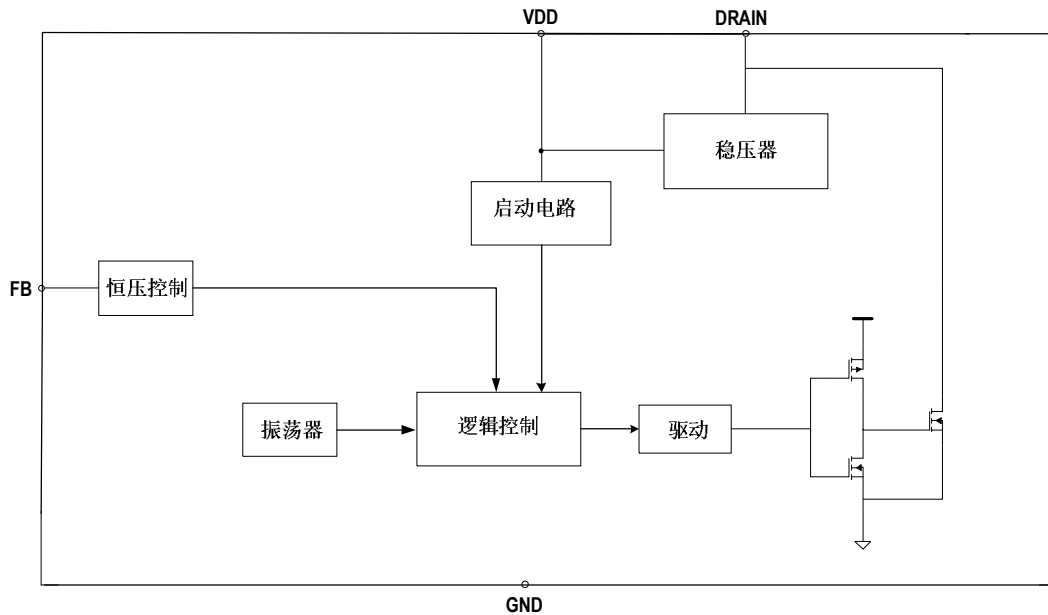 VDD
DRAIN
稳压器
启动电路
FB
恒压控制
振荡器
逻辑控制
驱动
GND